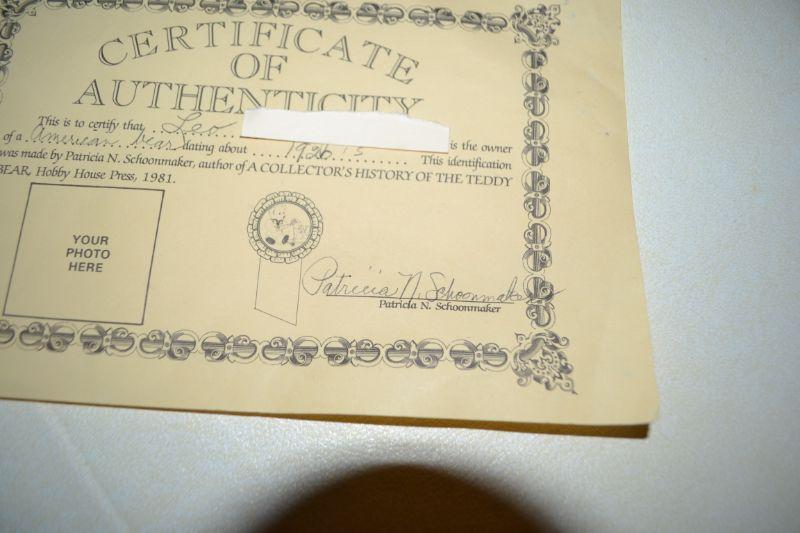 CERTIFICATE
OF
AUTHENTICITY
This is to certify that Leo is the owner
of a American bear dating about 1920's This identification
was made by Patricia N. Schoonmaker, author of A COLLECTOR'S HISTORY OF THE TEDDY
BEAR, Hobby House Press, 1981.
YOUR
PHOTO
HERE
Patricia N. Schoonmaker
Patricia N. Schoonmaker